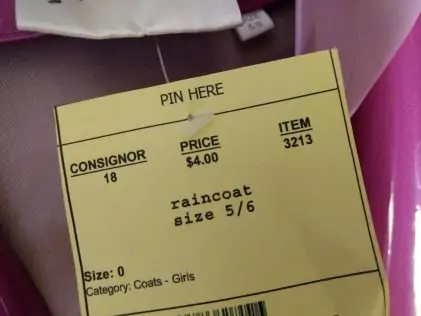 PIN HERE
CONSIGNOR PRICE ITEM
18 $4.00 3213
raincoat
size 5/6
Size: 0
Category: Coats - Girls